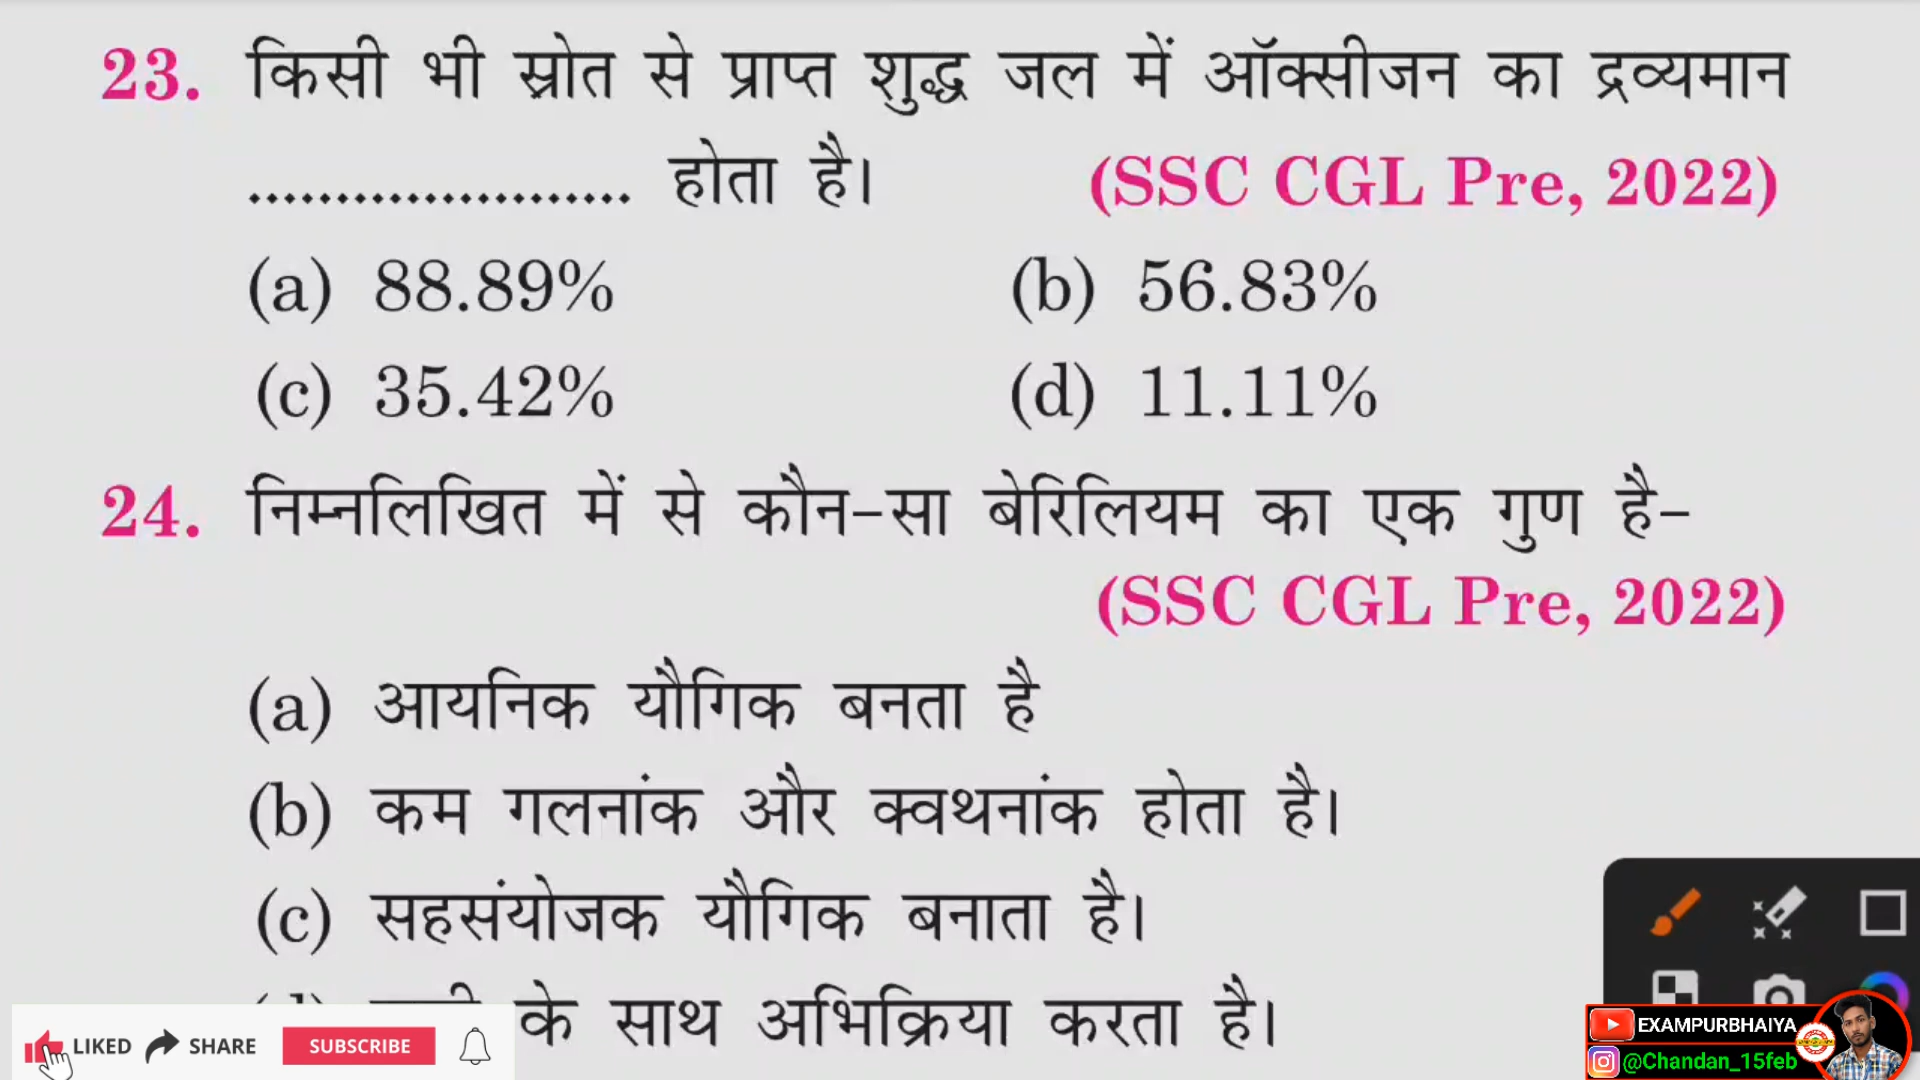 23. किसी भी स्रोत से प्राप्त शुद्ध जल में ऑक्सीजन का द्रव्यमान
...................... होता है। (SSC CGL Pre, 2022)
(a) 88.89% (b) 56.83%
(c) 35.42% (d) 11.11%
24. निम्नलिखित में से कौन-सा बेरिलियम का एक गुण है-
(SSC CGL Pre, 2022)
(a) आयनिक यौगिक बनता है
(b) कम गलनांक और क्वथनांक होता है।
(c) सहसंयोजक यौगिक बनाता है।
के साथ अभिक्रिया करता है।
LIKED SHARE SUBSCRIBE
EXAMPURBHAIYA
@Chandan_15feb